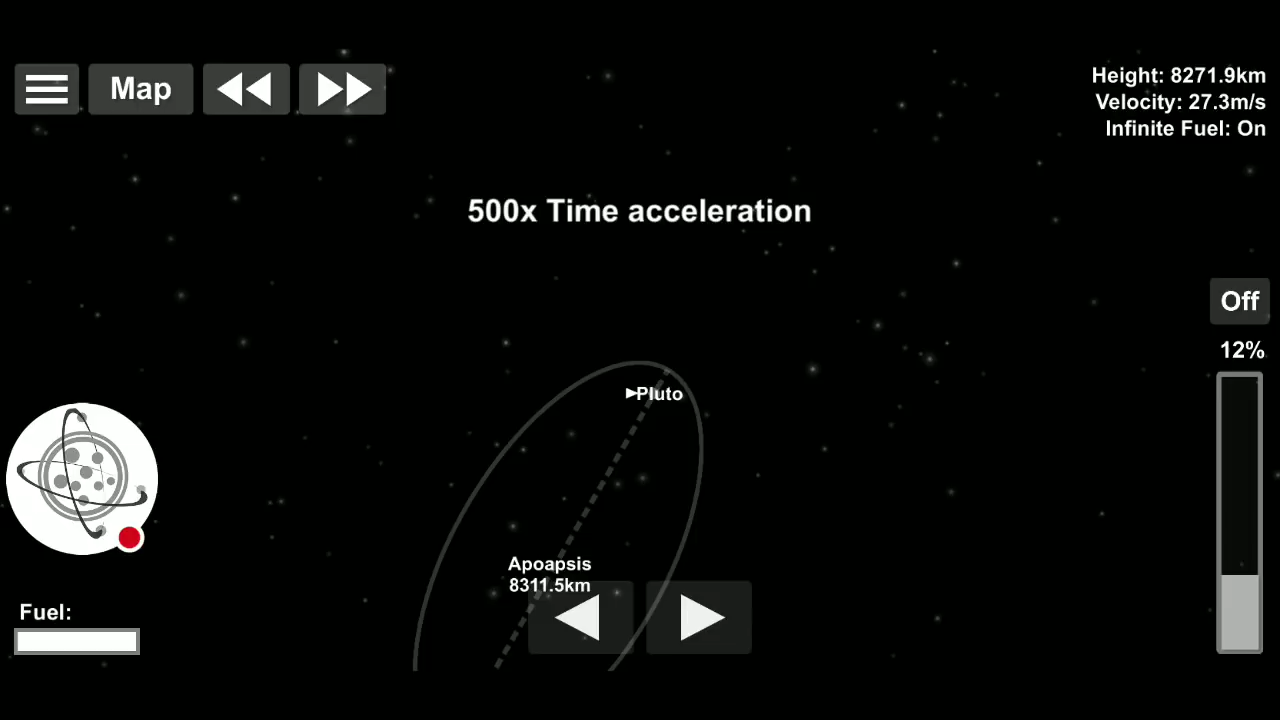 Map
Height: 8271.9km
Velocity: 27.3m/s
Infinite Fuel: On
500x Time acceleration
Off
12%
Pluto
Apoapsis
8311.5km
Fuel: